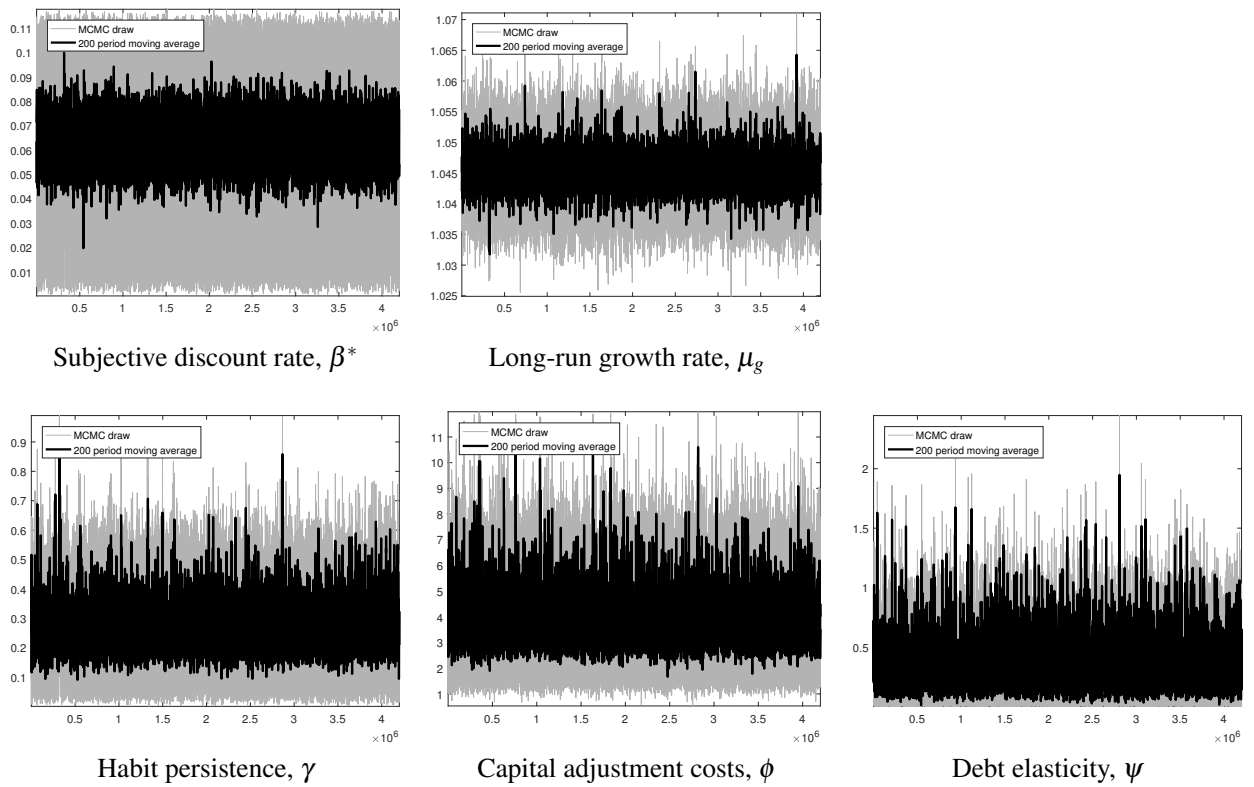 MCMC draw
200 period moving average
0.11
0.1
0.09
0.08
0.07
0.06
0.05
0.04
0.03
0.02
0.01
0.5 1 1.5 2 2.5 3 3.5 4
×10^6
Subjective discount rate, β*
MCMC draw
200 period moving average
1.07
1.065
1.06
1.055
1.05
1.045
1.04
1.035
1.03
1.025
0.5 1 1.5 2 2.5 3 3.5 4
×10^6
Long-run growth rate, μ_g
MCMC draw
200 period moving average
0.9
0.8
0.7
0.6
0.5
0.4
0.3
0.2
0.1
0.5 1 1.5 2 2.5 3 3.5 4
×10^6
Habit persistence, γ
MCMC draw
200 period moving average
11
10
9
8
7
6
5
4
3
2
1
0.5 1 1.5 2 2.5 3 3.5 4
×10^6
Capital adjustment costs, ϕ
MCMC draw
200 period moving average
2
1.5
1
0.5
0.5 1 1.5 2 2.5 3 3.5 4
×10^6
Debt elasticity, ψ